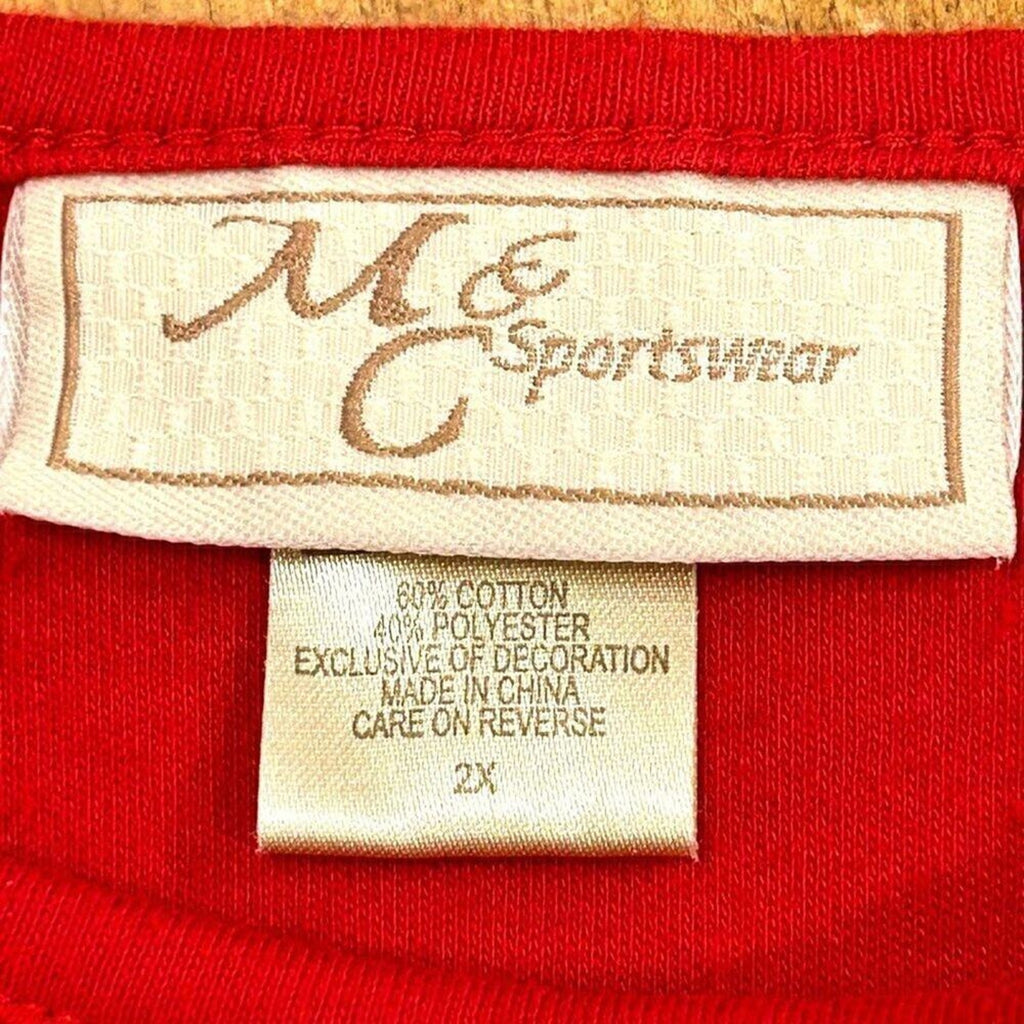 M & C Sportswear
60% COTTON
40% POLYESTER
EXCLUSIVE OF DECORATION
MADE IN CHINA
CARE ON REVERSE
2X